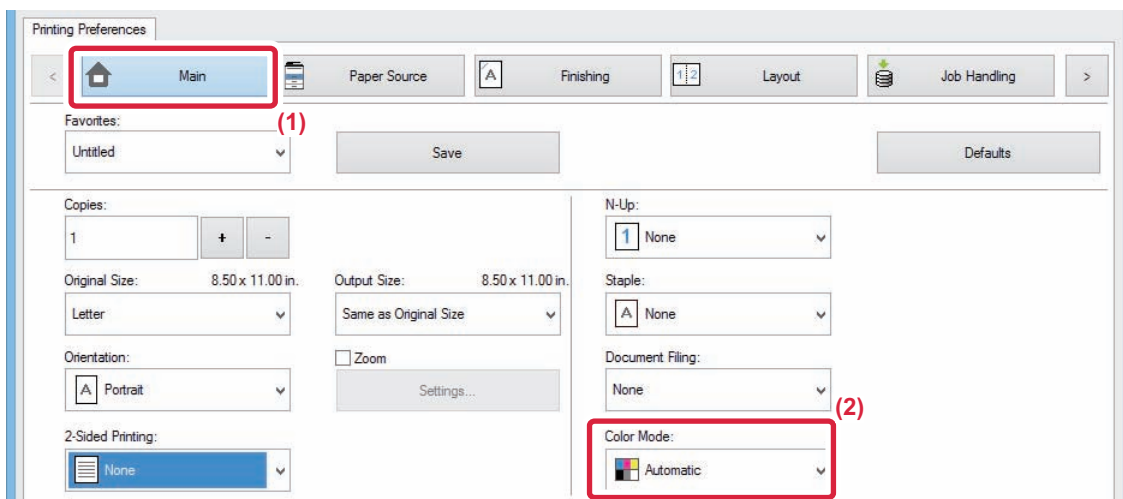 Printing Preferences
< Main Paper Source A Finishing 1 2 Layout Job Handling >
(1)
Favorites:
Untitled Save Defaults
Copies: N-Up:
1 + - 1 None
Original Size: 8.50 x 11.00 in. Output Size: 8.50 x 11.00 in. Staple:
Letter Same as Original Size A None
Orientation: Zoom Document Filing:
A Portrait Settings... None
(2)
2-Sided Printing: Color Mode:
None Automatic